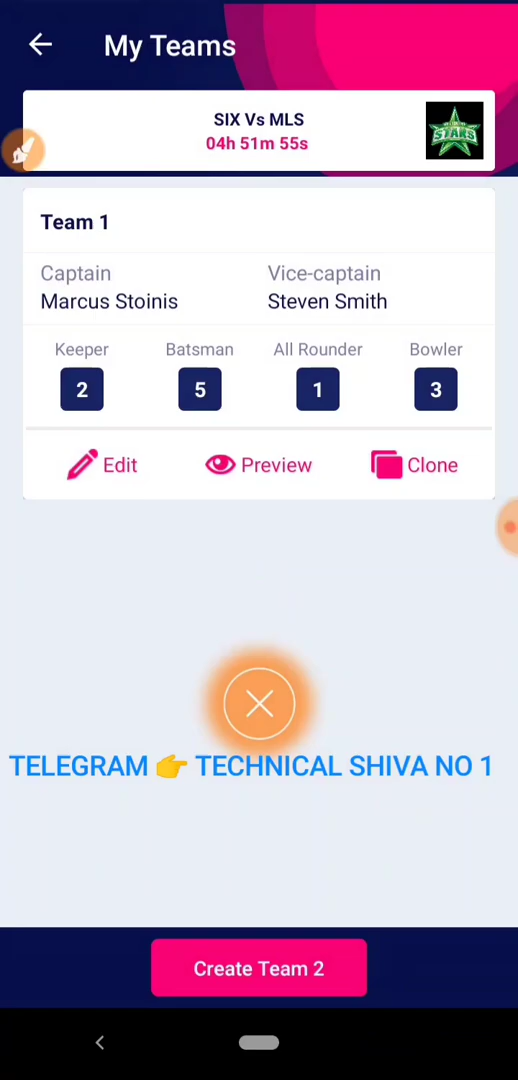 My Teams
SIX Vs MLS
04h 51m 55s
STARS
Team 1
Captain
Vice-captain
Marcus Stoinis
Steven Smith
Keeper
Batsman
All Rounder
Bowler
2
5
1
3
Edit
Preview
Clone
TELEGRAM 👉 TECHNICAL SHIVA NO 1
Create Team 2